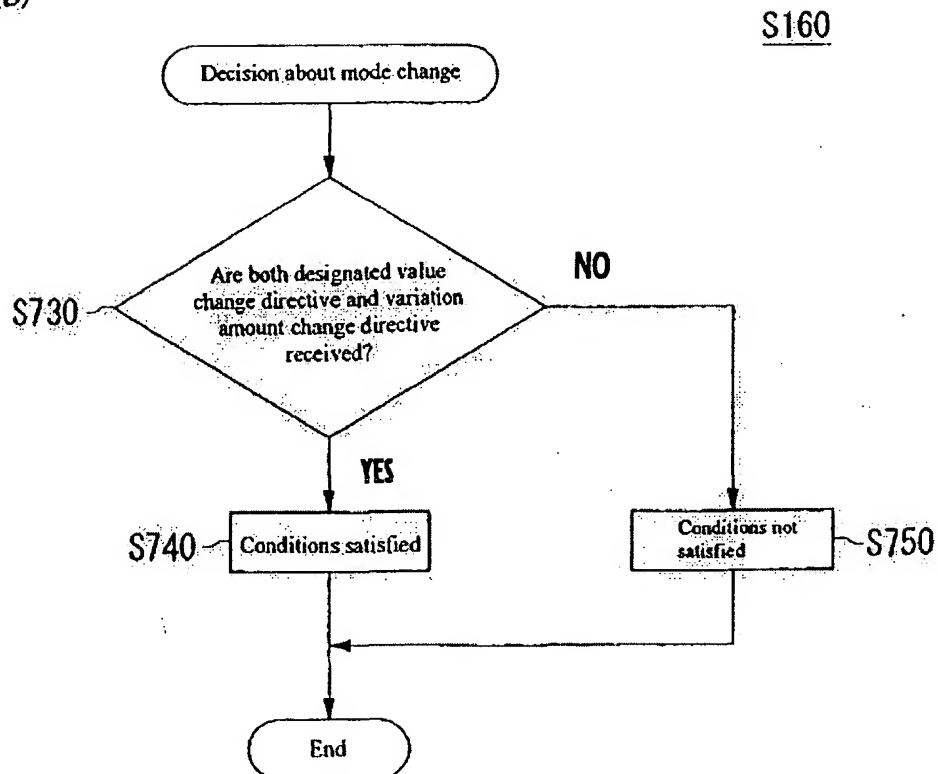 S160
Decision about mode change
Are both designated value
change directive and variation
amount change directive
received?
NO
S730
YES
S740
Conditions satisfied
Conditions not
satisfied
S750
End